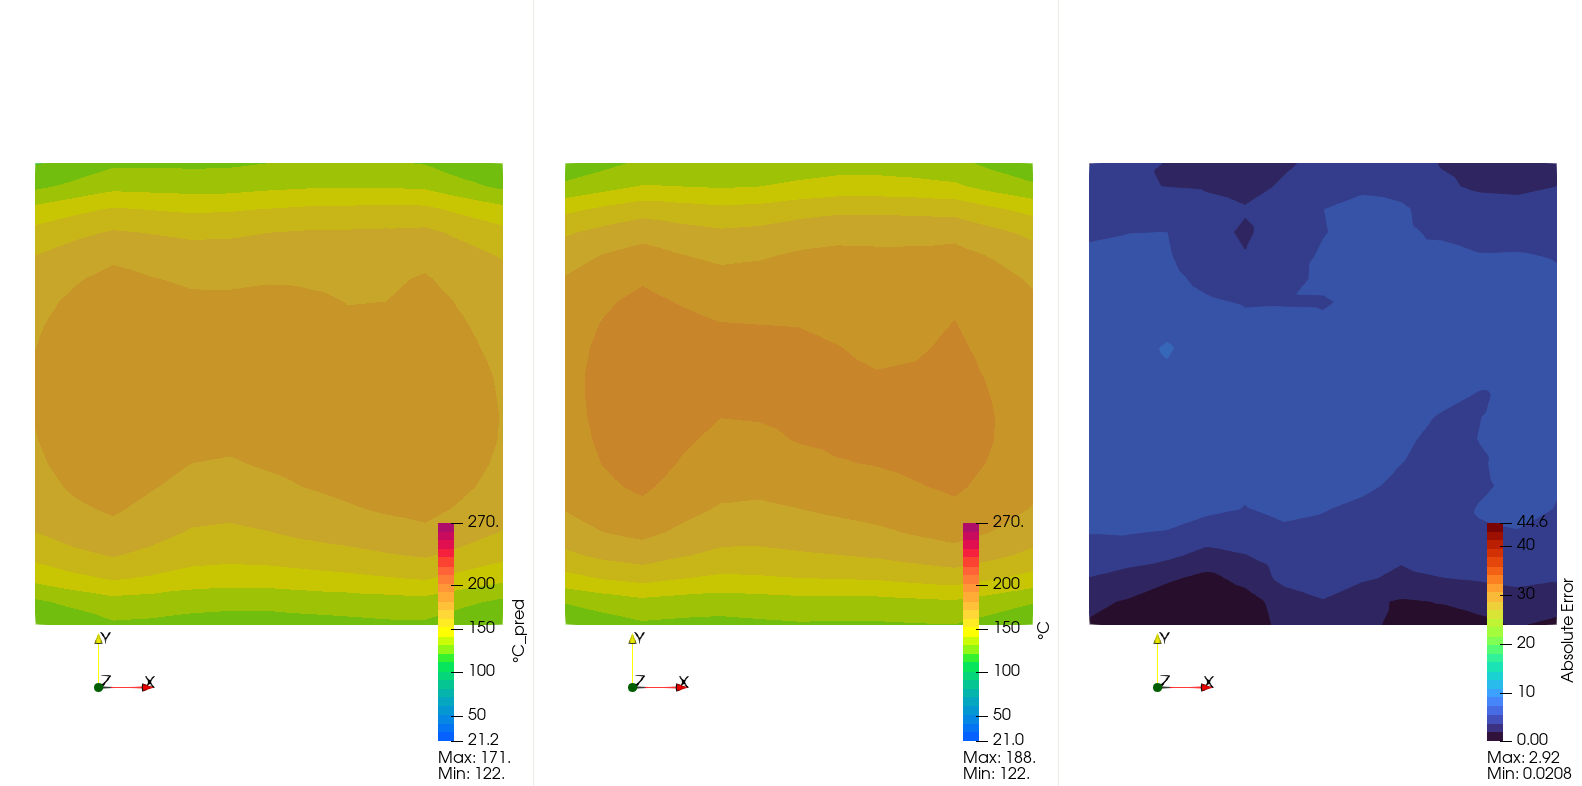 270.
200
150
100
50
21.2
°C_pred
Max: 171.
Min: 122.
Y
Z
X
270.
200
150
100
50
21.0
°C
Max: 188.
Min: 122.
Y
Z
X
44.6
40
30
20
10
0.00
Absolute Error
Max: 2.92
Min: 0.0208
Y
Z
X